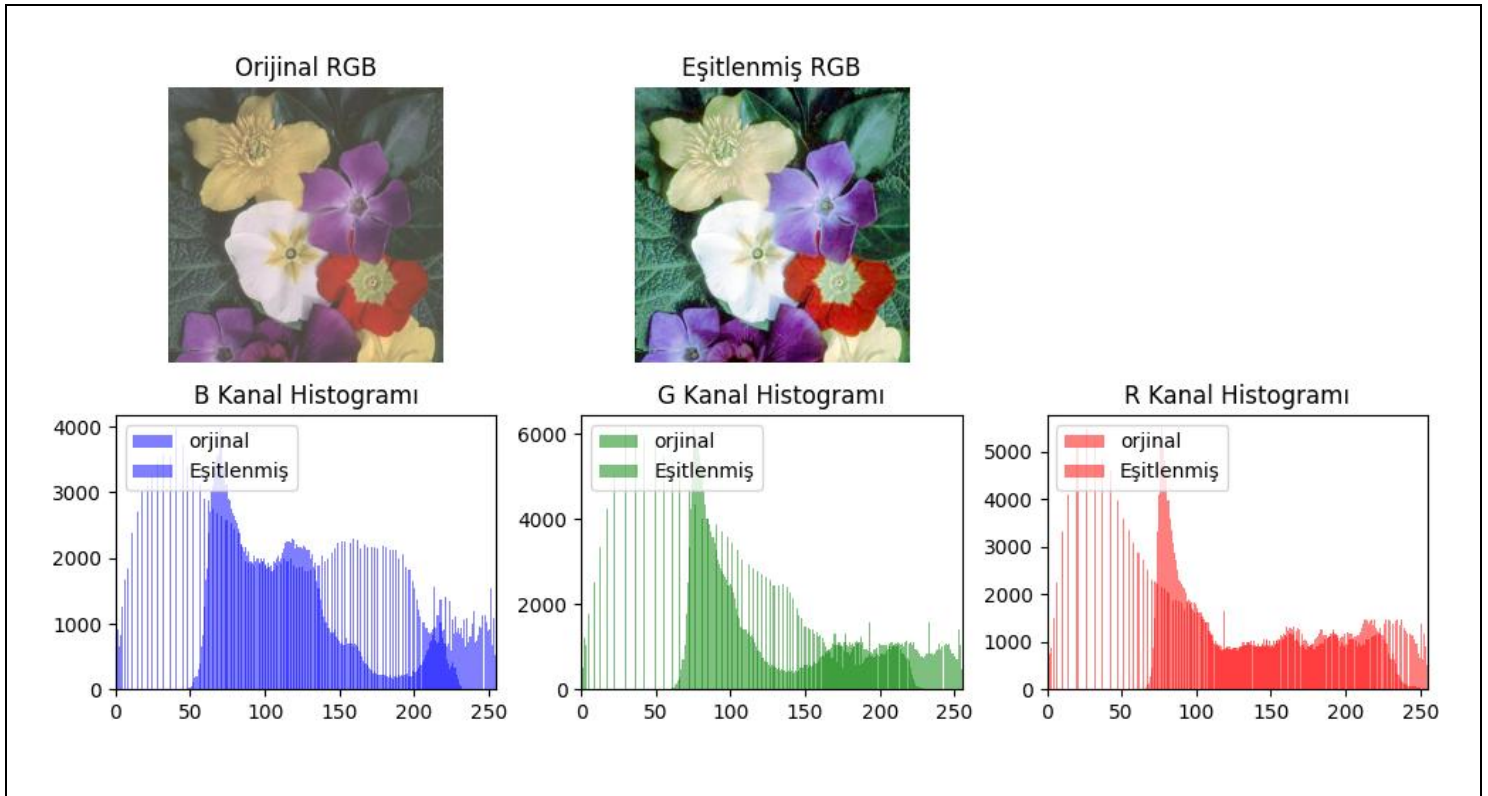 Orijinal RGB
Eşitlenmiş RGB
B Kanal Histogramı
4000
3000
2000
1000
0
orjinal
Eşitlenmiş
0 50 100 150 200 250
G Kanal Histogramı
6000
4000
2000
0
orjinal
Eşitlenmiş
0 50 100 150 200 250
R Kanal Histogramı
5000
4000
3000
2000
1000
0
orjinal
Eşitlenmiş
0 50 100 150 200 250